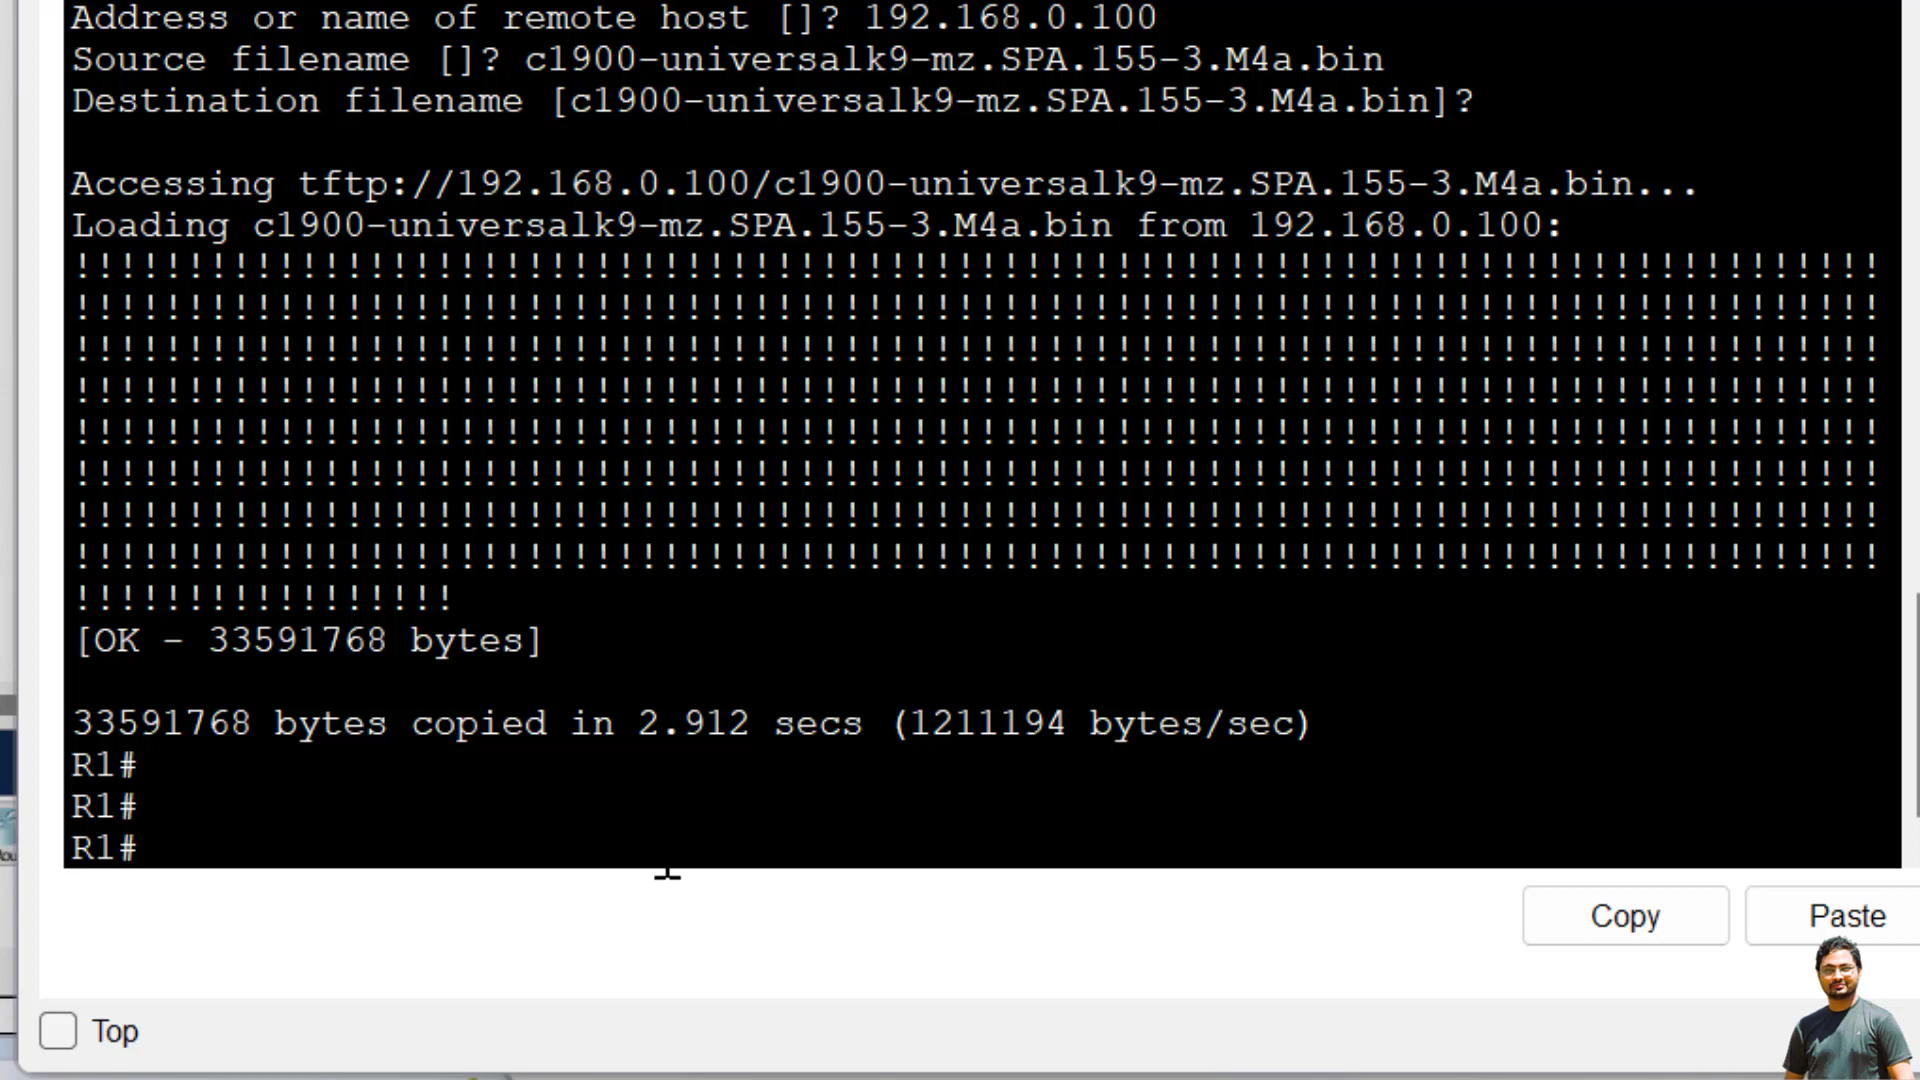 Address or name of remote host []? 192.168.0.100
Source filename []? c1900-universalk9-mz.SPA.155-3.M4a.bin
Destination filename [c1900-universalk9-mz.SPA.155-3.M4a.bin]?
Accessing tftp://192.168.0.100/c1900-universalk9-mz.SPA.155-3.M4a.bin...
Loading c1900-universalk9-mz.SPA.155-3.M4a.bin from 192.168.0.100:
!!!!!!!!!!!!!!!!!!!!!!!!!!!!!!!!!!!!!!!!!!!!!!!!!!!!!!!!!!!!!!!!!!!!!!!!!!!!!!!!
!!!!!!!!!!!!!!!!!!!!!!!!!!!!!!!!!!!!!!!!!!!!!!!!!!!!!!!!!!!!!!!!!!!!!!!!!!!!!!!!
!!!!!!!!!!!!!!!!!!!!!!!!!!!!!!!!!!!!!!!!!!!!!!!!!!!!!!!!!!!!!!!!!!!!!!!!!!!!!!!!
!!!!!!!!!!!!!!!!!!!!!!!!!!!!!!!!!!!!!!!!!!!!!!!!!!!!!!!!!!!!!!!!!!!!!!!!!!!!!!!!
!!!!!!!!!!!!!!!!!!!!!!!!!!!!!!!!!!!!!!!!!!!!!!!!!!!!!!!!!!!!!!!!!!!!!!!!!!!!!!!!
!!!!!!!!!!!!!!!!!!!!!!!!!!!!!!!!!!!!!!!!!!!!!!!!!!!!!!!!!!!!!!!!!!!!!!!!!!!!!!!!
!!!!!!!!!!!!!!!!!!!!!!!!!!!!!!!!!!!!!!!!!!!!!!!!!!!!!!!!!!!!!!!!!!!!!!!!!!!!!!!!
!!!!!!!!!!!!!!!!!!!!!!!!!!!!!!!!!!!!!!!!!!!!!!!!!!!!!!!!!!!!!!!!!!!!!!!!!!!!!!!!
!!!!!!!!!!!!!!!!!
[OK - 33591768 bytes]
33591768 bytes copied in 2.912 secs (1211194 bytes/sec)
R1#
R1#
R1#
Copy
Paste
Top